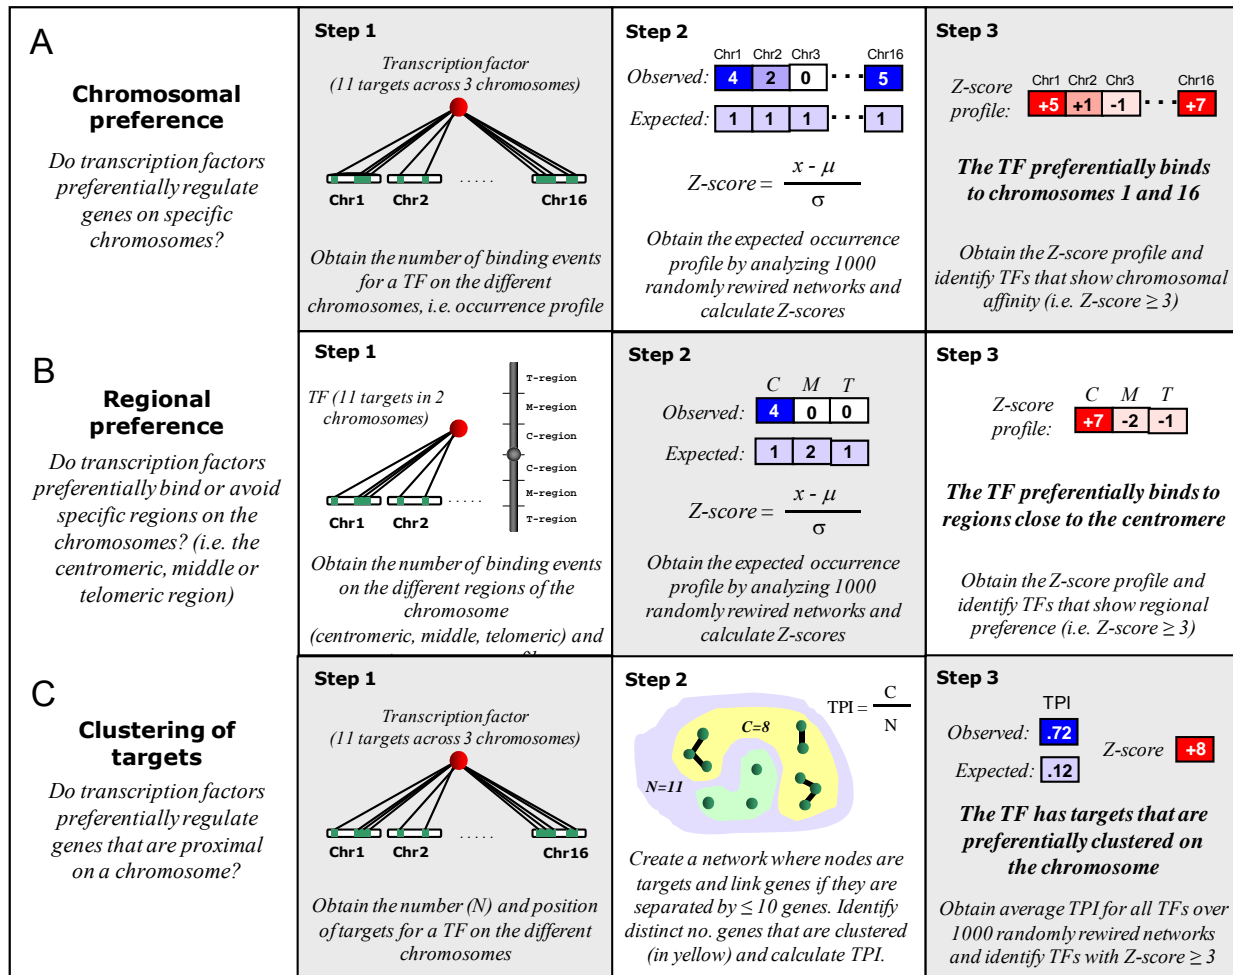 A
Chromosomal
preference
Do transcription factors
preferentially regulate
genes on specific
chromosomes?
Step 1
Transcription factor
(11 targets across 3 chromosomes)
. . . . .
Chr1
Chr2
Chr16
Obtain the number of binding events
for a TF on the different
chromosomes, i.e. occurrence profile
Step 2
Chr1 Chr2 Chr3 Chr16
Observed: 4 2 0 ··· 5
Expected: 1 1 1 ··· 1
Z-score = x - μ
σ
Obtain the expected occurrence
profile by analyzing 1000
randomly rewired networks and
calculate Z-scores
Step 3
Chr1 Chr2 Chr3 Chr16
Z-score
profile: +5 +1 -1 ··· +7
The TF preferentially binds
to chromosomes 1 and 16
Obtain the Z-score profile and
identify TFs that show chromosomal
affinity (i.e. Z-score ≥ 3)
B
Regional
preference
Do transcription factors
preferentially bind or avoid
specific regions on the
chromosomes? (i.e. the
centromeric, middle or
telomeric region)
Step 1
TF (11 targets in 2
chromosomes)
. . . . .
Chr1
Chr2
T-region
M-region
C-region
C-region
M-region
T-region
Obtain the number of binding events
on the different regions of the
chromosome
(centromeric, middle, telomeric) and
Step 2
C M T
Observed: 4 0 0
Expected: 1 2 1
Z-score = x - μ
σ
Obtain the expected occurrence
profile by analyzing 1000
randomly rewired networks and
calculate Z-scores
Step 3
C M T
Z-score
profile: +7 -2 -1
The TF preferentially binds to
regions close to the centromere
Obtain the Z-score profile and
identify TFs that show regional
preference (i.e. Z-score ≥ 3)
C
Clustering of
targets
Do transcription factors
preferentially regulate
genes that are proximal
on a chromosome?
Step 1
Transcription factor
(11 targets across 3 chromosomes)
. . . . .
Chr1
Chr2
Chr16
Obtain the number (N) and position
of targets for a TF on the different
chromosomes
Step 2
TPI = C
N
C=8
N=11
Create a network where nodes are
targets and link genes if they are
separated by ≤ 10 genes. Identify
distinct no. genes that are clustered
(in yellow) and calculate TPI.
Step 3
TPI
Observed: .72
Expected: .12
Z-score +8
The TF has targets that are
preferentially clustered on
the chromosome
Obtain average TPI for all TFs over
1000 randomly rewired networks
and identify TFs with Z-score ≥ 3